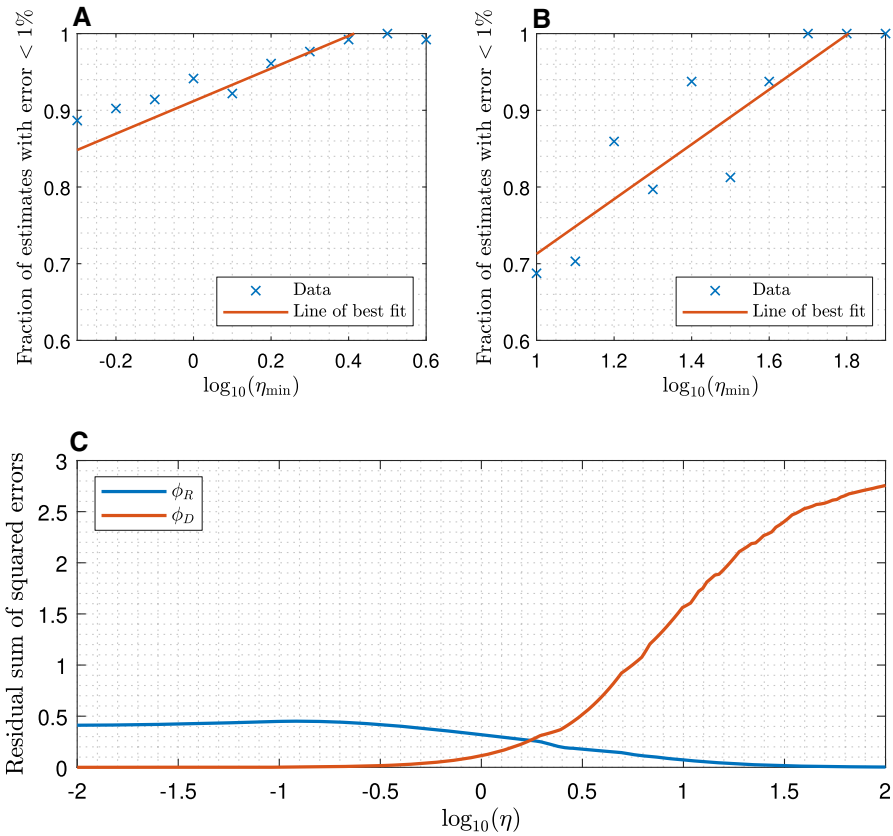 A
Fraction of estimates with error < 1%
1
0.9
0.8
0.7
0.6
-0.2
0
0.2
0.4
0.6
log₁₀(η_min)
Data
Line of best fit
B
Fraction of estimates with error < 1%
1
0.9
0.8
0.7
0.6
1
1.2
1.4
1.6
1.8
log₁₀(η_min)
Data
Line of best fit
C
Residual sum of squared errors
3
2.5
2
1.5
1
0.5
0
-2
-1.5
-1
-0.5
0
0.5
1
1.5
2
log₁₀(η)
ϕ_R
ϕ_D